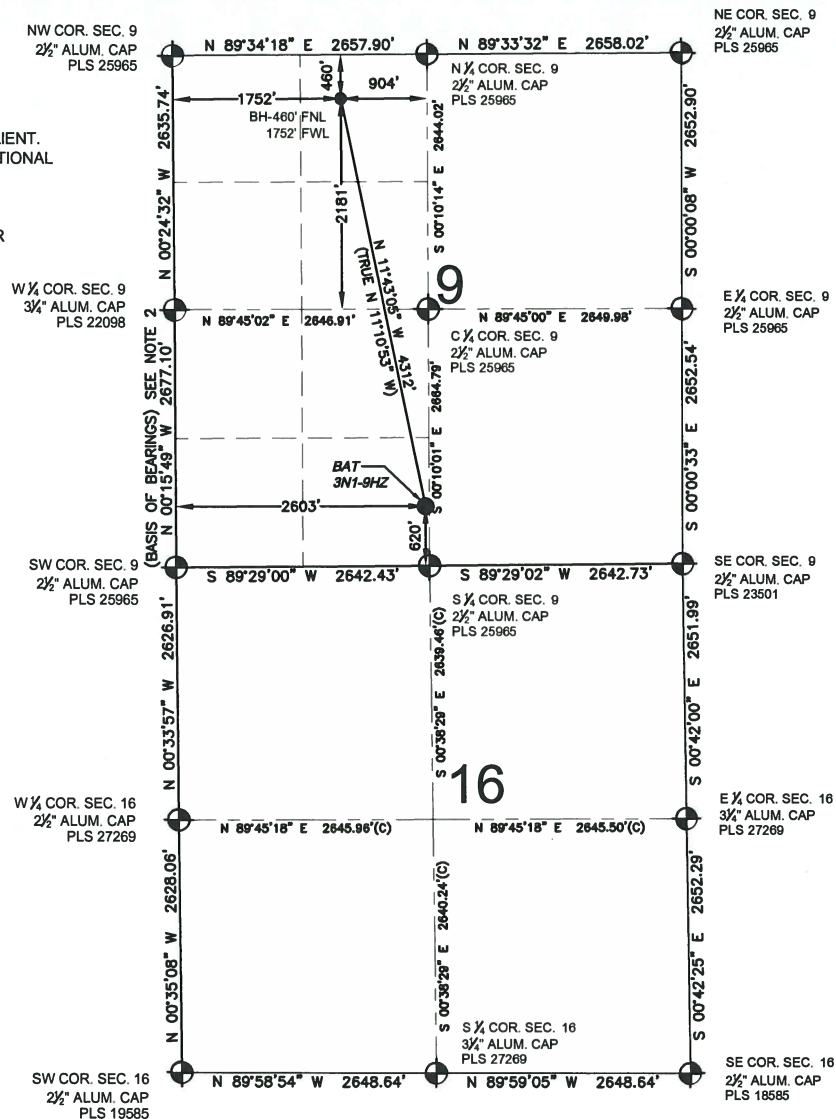 NW COR. SEC. 9
2½" ALUM. CAP
PLS 25965
N 89°34'18" E 2657.90'
N 89°33'32" E 2658.02'
NE COR. SEC. 9
2½" ALUM. CAP
PLS 25965
460'
1752'
904'
N ¼ COR. SEC. 9
2½" ALUM. CAP
PLS 25965
BH-460' FNL
1752' FWL
LIENT.
TIONAL
R
N 00°24'32" W 2635.74'
2181'
S 00°10'14" E 2644.02'
S 00°00'08" W 2652.90'
N 11°43'05" W 4312'
(TRUE N 11°10'53" W)
9
W ¼ COR. SEC. 9
3¼" ALUM. CAP
PLS 22098
N 89°45'02" E 2646.91'
N 89°45'00" E 2649.98'
E ¼ COR. SEC. 9
2½" ALUM. CAP
PLS 25965
C ¼ COR. SEC. 9
2½" ALUM. CAP
PLS 25965
(BASIS OF BEARINGS) SEE NOTE 2
N 00°15'49" W 2677.10'
S 00°10'01" E 2664.79'
S 00°00'33" E 2652.54'
BAT
3N1-9HZ
2603'
620'
SW COR. SEC. 9
2½" ALUM. CAP
PLS 25965
S 89°29'00" W 2642.43'
S 89°29'02" W 2642.73'
SE COR. SEC. 9
2½" ALUM. CAP
PLS 23501
S ¼ COR. SEC. 9
2½" ALUM. CAP
PLS 25965
N 00°33'57" W 2626.91'
S 00°38'29" E 2639.46'(C)
S 00°42'00" E 2651.99'
16
W ¼ COR. SEC. 16
2½" ALUM. CAP
PLS 27269
N 89°45'18" E 2645.96'(C)
N 89°45'18" E 2645.50'(C)
E ¼ COR. SEC. 16
3¼" ALUM. CAP
PLS 27269
N 00°35'08" W 2628.06'
S 00°38'29" E 2640.24'(C)
S 00°42'25" E 2652.29'
S ¼ COR. SEC. 16
3¼" ALUM. CAP
PLS 27269
SW COR. SEC. 16
2½" ALUM. CAP
PLS 19585
N 89°58'54" W 2648.64'
N 89°59'05" W 2648.64'
SE COR. SEC. 16
2½" ALUM. CAP
PLS 18585